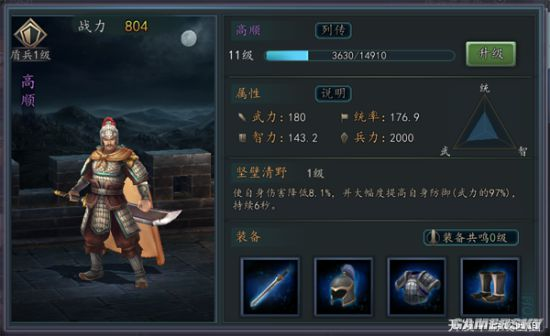 战力 804
盾兵1级
高顺
高顺 列传
11级 3630/14910 升级
属性 说明
武力:180 统率:176.9
智力:143.2 兵力:2000
统
武 智
坚壁清野 1级
使自身伤害降低8.1%,并大幅度提高自身防御(武力的97%),
持续6秒。
装备 装备共鸣0级
GAMERSKY